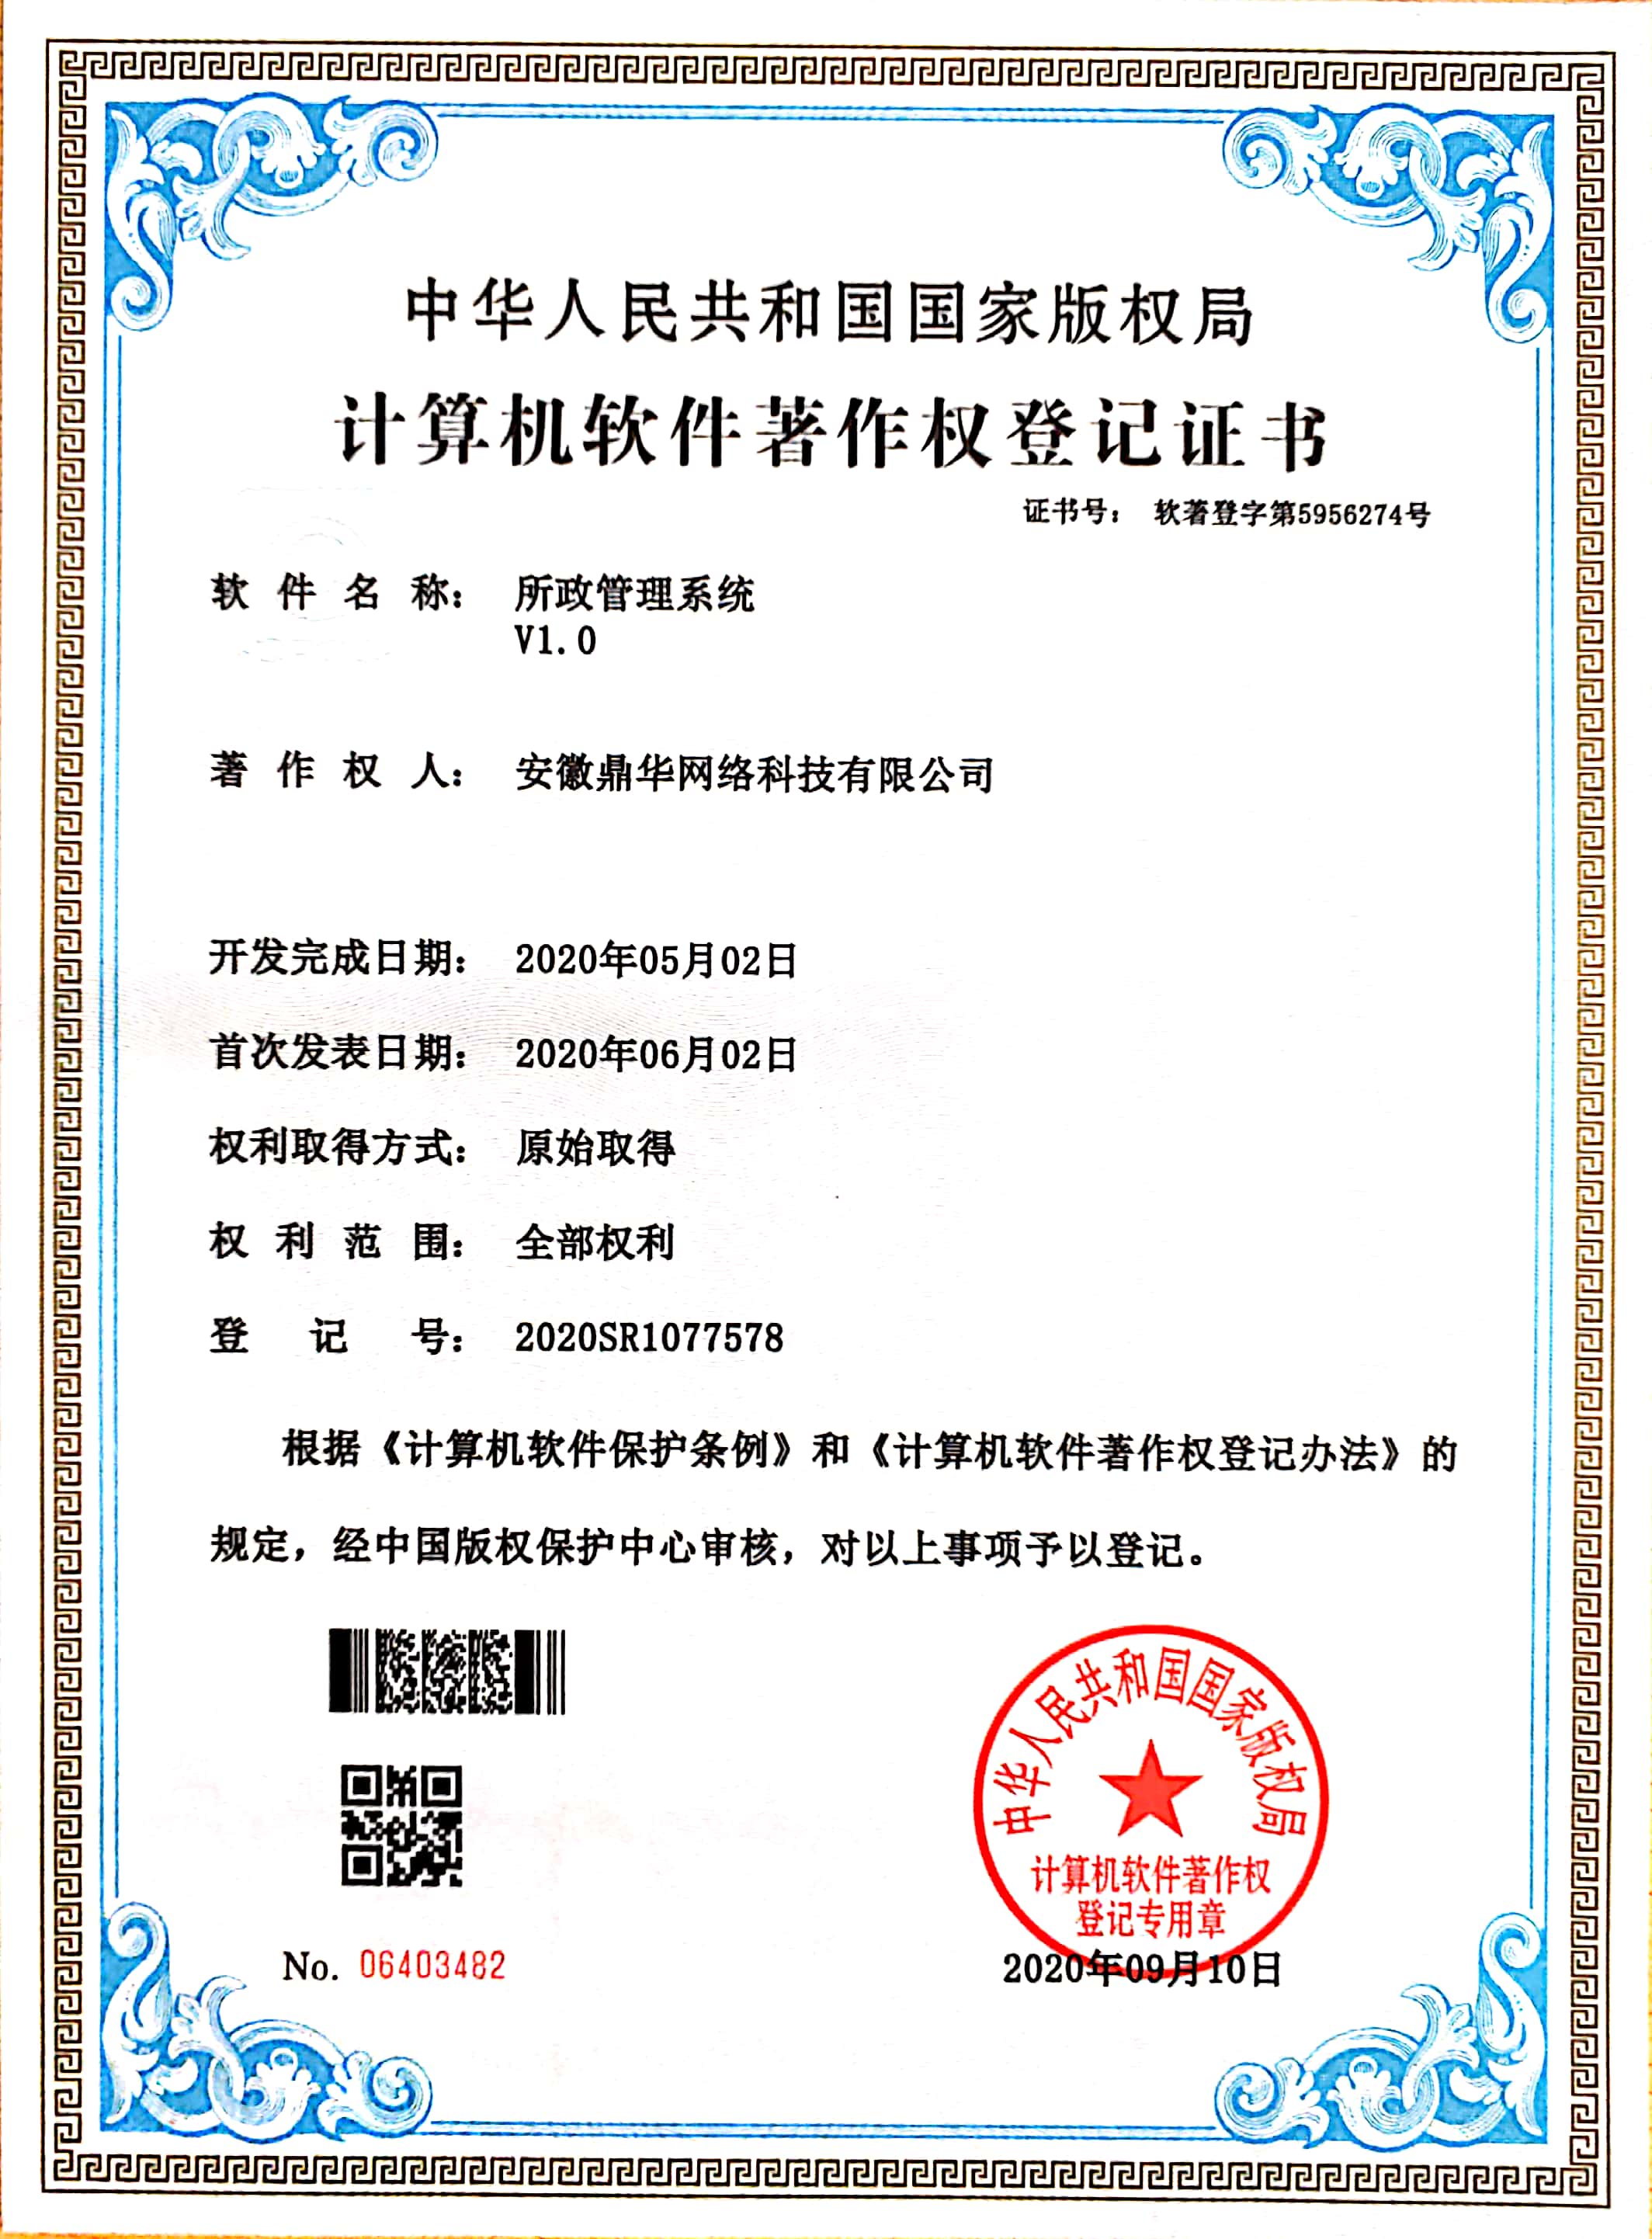 中华人民共和国国家版权局
计算机软件著作权登记证书
证书号： 软著登字第5956274号
软件名称： 所政管理系统
V1.0
著作权人： 安徽鼎华网络科技有限公司
开发完成日期： 2020年05月02日
首次发表日期： 2020年06月02日
权利取得方式： 原始取得
权利范围： 全部权利
登记号： 2020SR1077578
根据《计算机软件保护条例》和《计算机软件著作权登记办法》的
规定，经中国版权保护中心审核，对以上事项予以登记。
中华人民共和国国家版权局
计算机软件著作权
登记专用章
No. 06403482
2020年09月10日